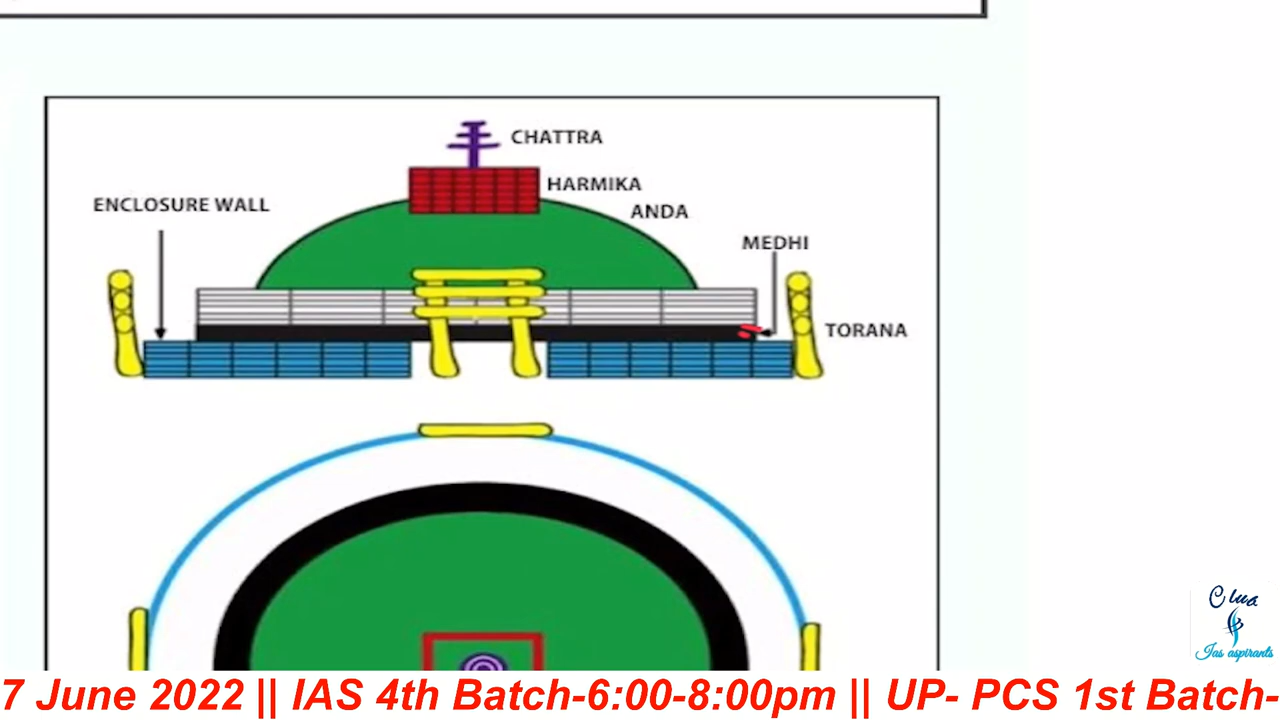 CHATTRA
HARMIKA
ENCLOSURE WALL
ANDA
MEDHI
TORANA
Clue
Ias aspirants
7 June 2022 || IAS 4th Batch-6:00-8:00pm || UP- PCS 1st Batch-